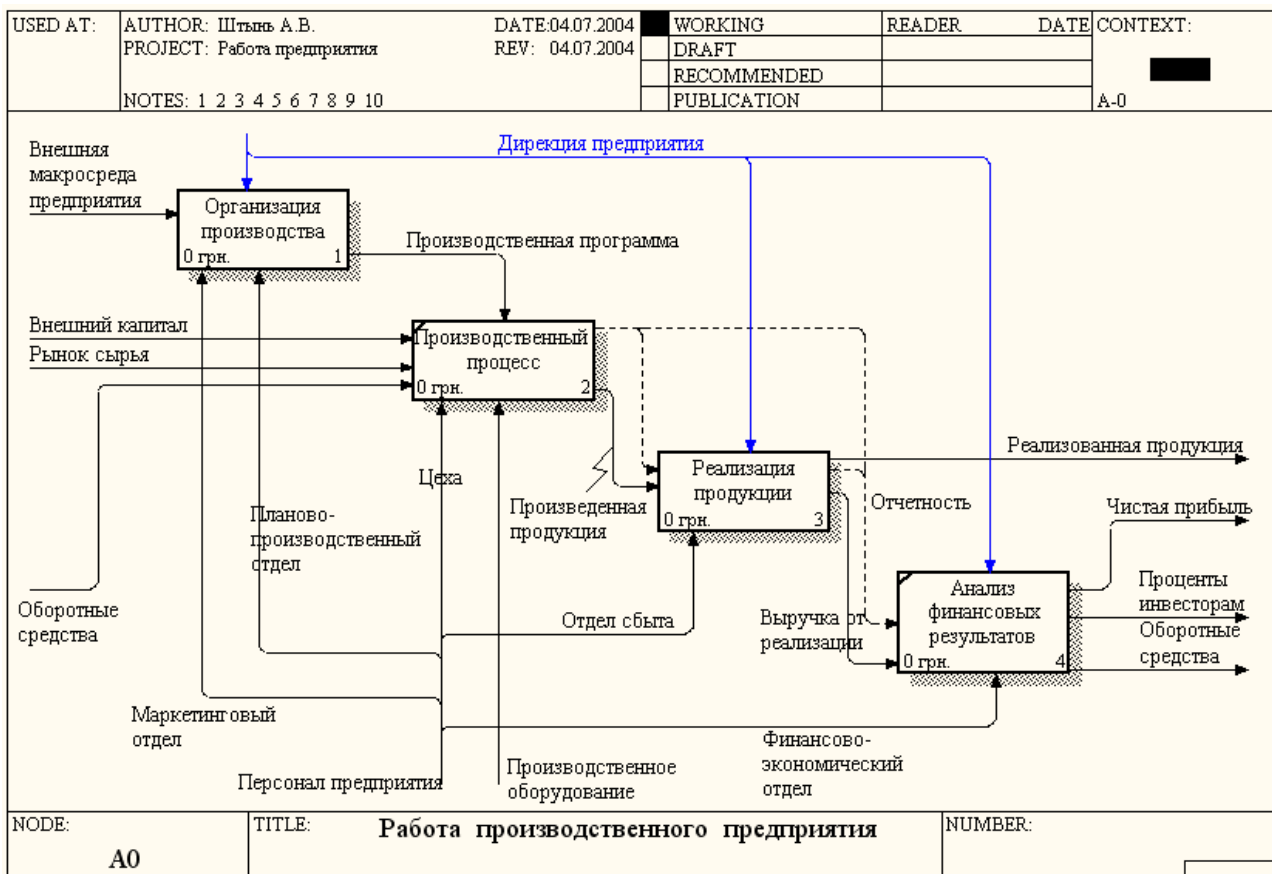 USED AT:
AUTHOR: Штынь А.В.
DATE:04.07.2004
WORKING
READER
DATE
CONTEXT:
PROJECT: Работа предприятия
REV: 04.07.2004
DRAFT
RECOMMENDED
NOTES: 1 2 3 4 5 6 7 8 9 10
PUBLICATION
A-0
Дирекция предприятия
Внешняя
макросреда
предприятия
Организация
производства
0 грн.
1
Производственная программа
Внешний капитал
Рынок сырья
Производственный
процесс
0 грн.
2
Цеха
Реализованная продукция
Реализация
продукции
0 грн.
3
Произведенная
продукция
Отчетность
Чистая прибыль
Планово-
производственный
отдел
Анализ
финансовых
результатов
0 грн.
4
Проценты
инвесторам
Оборотные
средства
Оборотные
средства
Отдел сбыта
Выручка от
реализации
Маркетинговый
отдел
Финансово-
экономический
отдел
Персонал предприятия
Производственное
оборудование
NODE:
A0
TITLE:
Работа производственного предприятия
NUMBER: